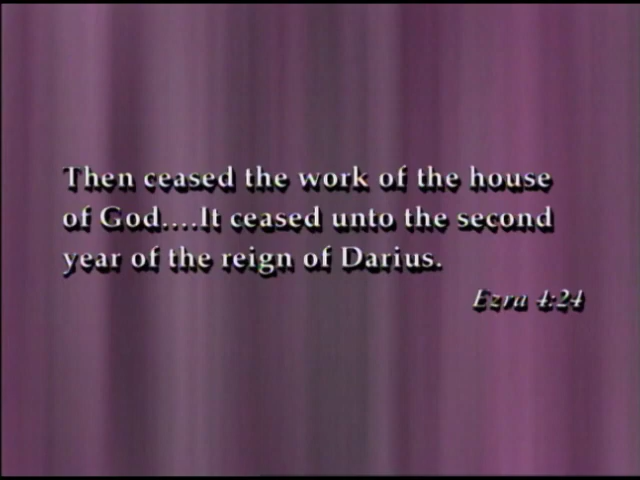 Then ceased the work of the house
of God....It ceased unto the second
year of the reign of Darius.
Ezra 4:24